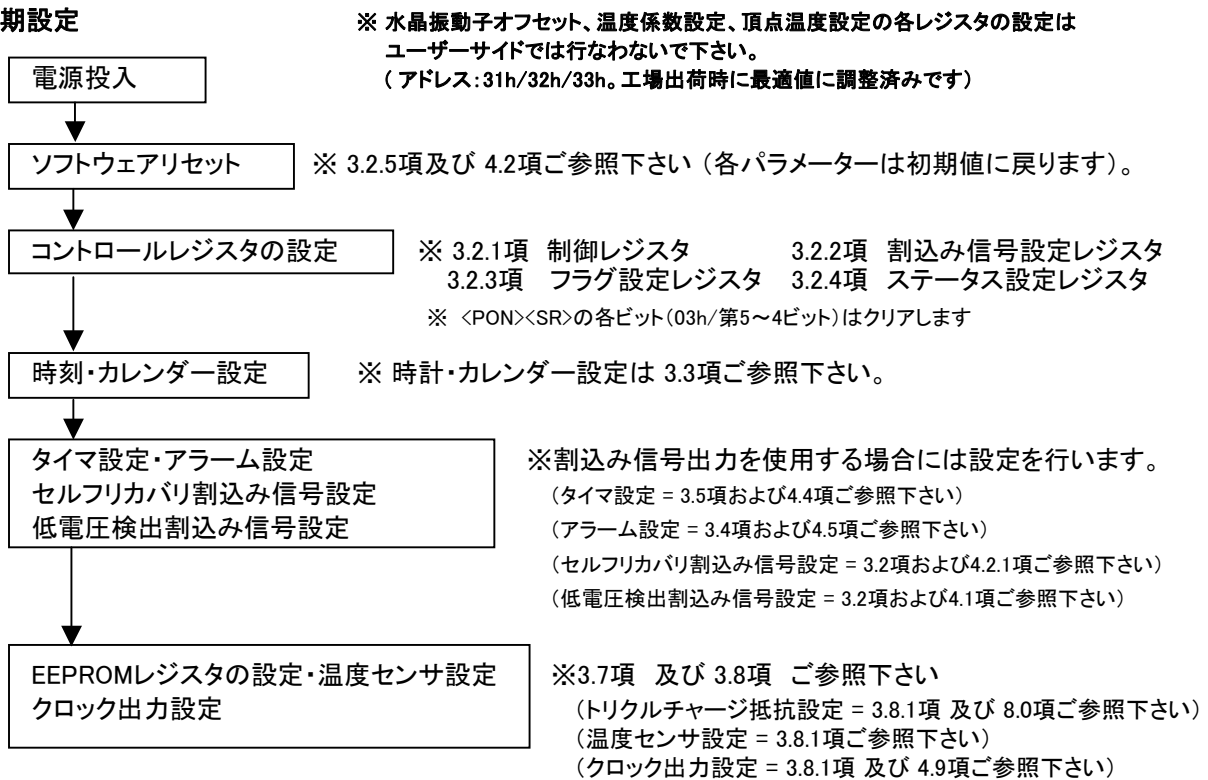 期設定
※ 水晶振動子オフセット、温度係数設定、頂点温度設定の各レジスタの設定は
ユーザーサイドでは行なわないで下さい。
（ アドレス：31h/32h/33h。工場出荷時に最適値に調整済みです）
電源投入
ソフトウェアリセット
※ 3.2.5項及び 4.2項ご参照下さい （各パラメーターは初期値に戻ります）。
コントロールレジスタの設定
※ 3.2.1項 制御レジスタ 3.2.2項 割込み信号設定レジスタ
3.2.3項 フラグ設定レジスタ 3.2.4項 ステータス設定レジスタ
※ <PON><SR>の各ビット（03h/第5～4ビット）はクリアします
時刻・カレンダー設定
※ 時計・カレンダー設定は 3.3項ご参照下さい。
タイマ設定・アラーム設定
セルフリカバリ割込み信号設定
低電圧検出割込み信号設定
※割込み信号出力を使用する場合には設定を行います。
（タイマ設定 = 3.5項および4.4項ご参照下さい）
（アラーム設定 = 3.4項および4.5項ご参照下さい）
（セルフリカバリ割込み信号設定 = 3.2項および4.2.1項ご参照下さい）
（低電圧検出割込み信号設定 = 3.2項および4.1項ご参照下さい）
EEPROMレジスタの設定・温度センサ設定
クロック出力設定
※3.7項 及び 3.8項 ご参照下さい
（トリクルチャージ抵抗設定 = 3.8.1項 及び 8.0項ご参照下さい）
（温度センサ設定 = 3.8.1項ご参照下さい）
（クロック出力設定 = 3.8.1項 及び 4.9項ご参照下さい）